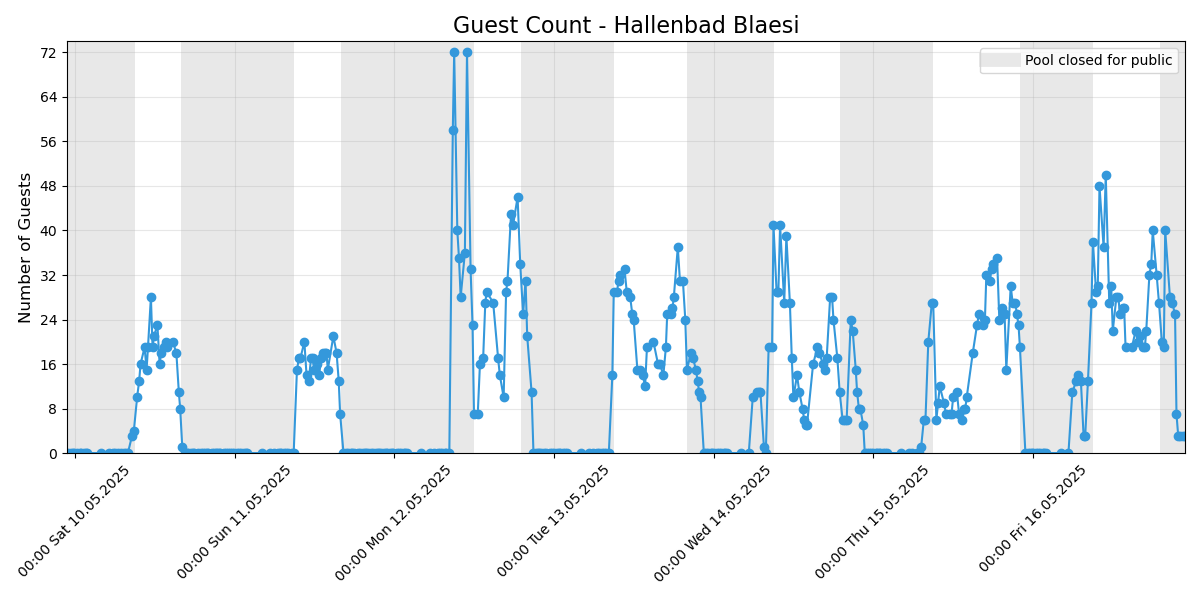 Guest Count - Hallenbad Blaesi
Pool closed for public
Number of Guests
72
64
56
48
40
32
24
16
8
0
00:00 Sat 10.05.2025
00:00 Sun 11.05.2025
00:00 Mon 12.05.2025
00:00 Tue 13.05.2025
00:00 Wed 14.05.2025
00:00 Thu 15.05.2025
00:00 Fri 16.05.2025